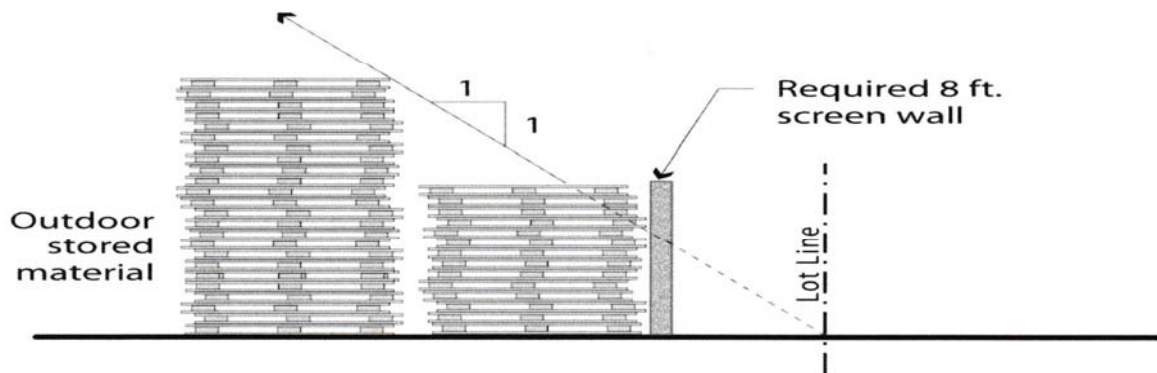 1
1
Required 8 ft.
screen wall
Outdoor
stored
material
Lot Line